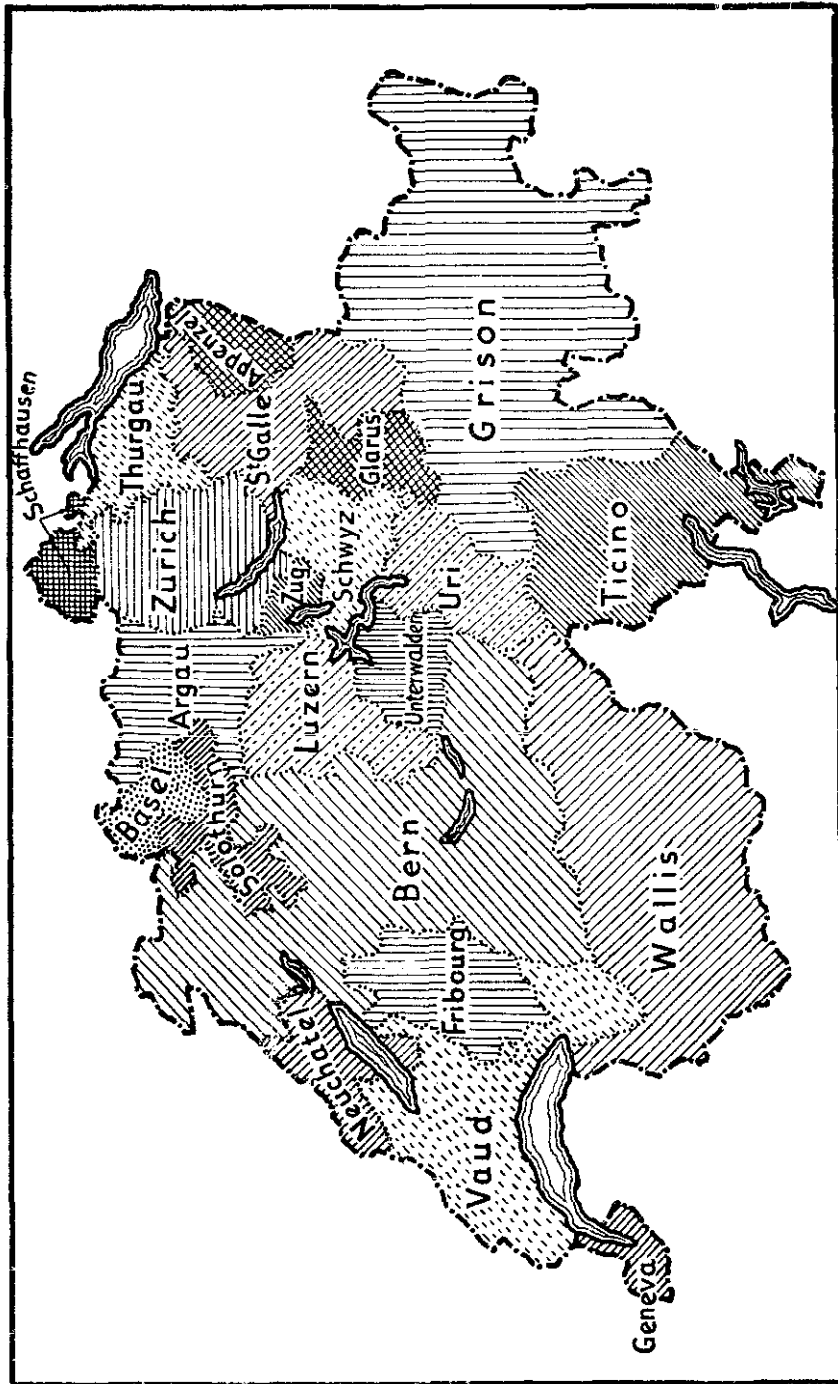 Schaffhausen
Thurgau
Appenzel
St Galle
Zurich
Glarus
Grison
Argau
Zug
Schwyz
Uri
Ticino
Basel
Solothurn
Luzern
Unterwalden
Bern
Neuchatel
Fribourg
Wallis
Vaud
Geneva